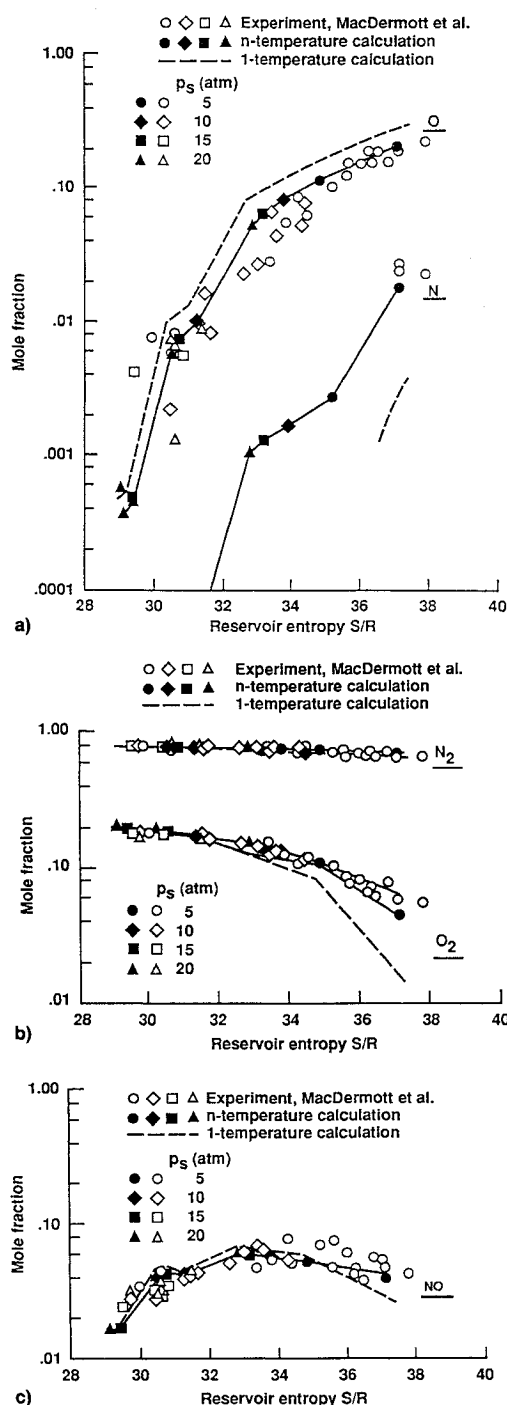 Experiment, MacDermott et al.
n-temperature calculation
1-temperature calculation
pS (atm)
5
10
15
20
1.00
.10
.01
.001
.0001
Mole fraction
O
N
28 30 32 34 36 38 40
Reservoir entropy S/R
a)
Experiment, MacDermott et al.
n-temperature calculation
1-temperature calculation
1.00
.10
.01
Mole fraction
N2
O2
pS (atm)
5
10
15
20
28 30 32 34 36 38 40
Reservoir entropy S/R
b)
1.00
.10
.01
Mole fraction
Experiment, MacDermott et al.
n-temperature calculation
1-temperature calculation
pS (atm)
5
10
15
20
NO
28 30 32 34 36 38 40
Reservoir entropy S/R
c)